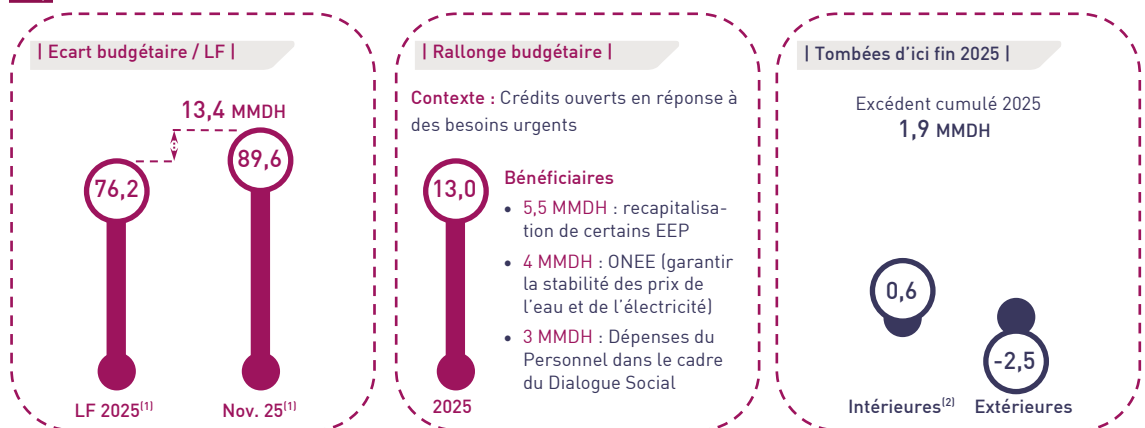 | Ecart budgétaire / LF |
13,4 MMDH
76,2
89,6
LF 2025(1)
Nov. 25(1)
| Rallonge budgétaire |
Contexte : Crédits ouverts en réponse à
des besoins urgents
13,0
2025
Bénéficiaires
• 5,5 MMDH : recapitalisa-
tion de certains EEP
• 4 MMDH : ONEE (garantir
la stabilité des prix de
l'eau et de l'électricité)
• 3 MMDH : Dépenses du
Personnel dans le cadre
du Dialogue Social
| Tombées d'ici fin 2025 |
Excédent cumulé 2025
1,9 MMDH
0,6
-2,5
Intérieures(2)
Extérieures